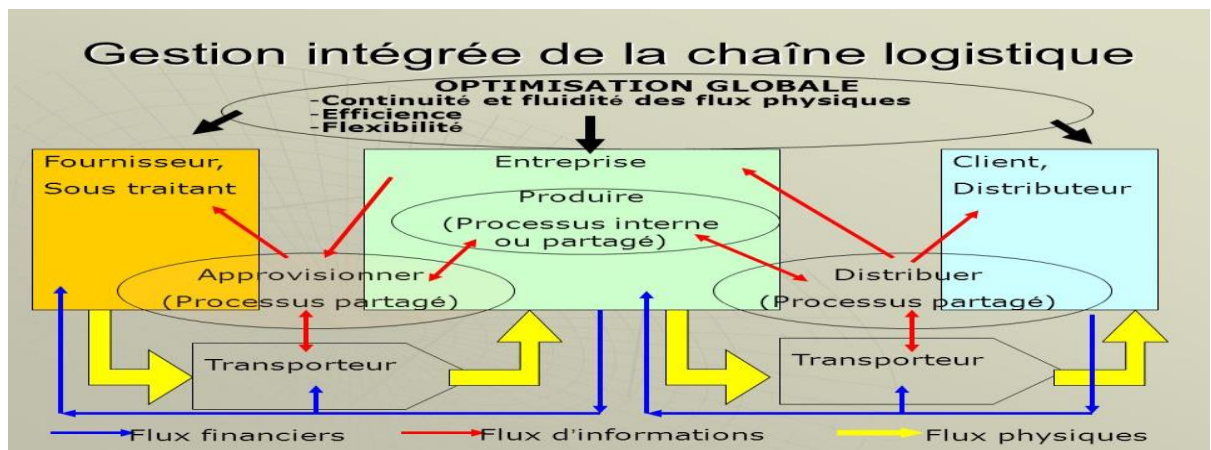 Gestion intégrée de la chaîne logistique
OPTIMISATION GLOBALE
-Continuité et fluidité des flux physiques
-Efficience
-Flexibilité
Fournisseur,
Sous traitant
Entreprise
Produire
(Processus interne
ou partagé)
Client,
Distributeur
Approvisionner
(Processus partagé)
Distribuer
(Processus partagé)
Transporteur
Transporteur
Flux financiers
Flux d'informations
Flux physiques